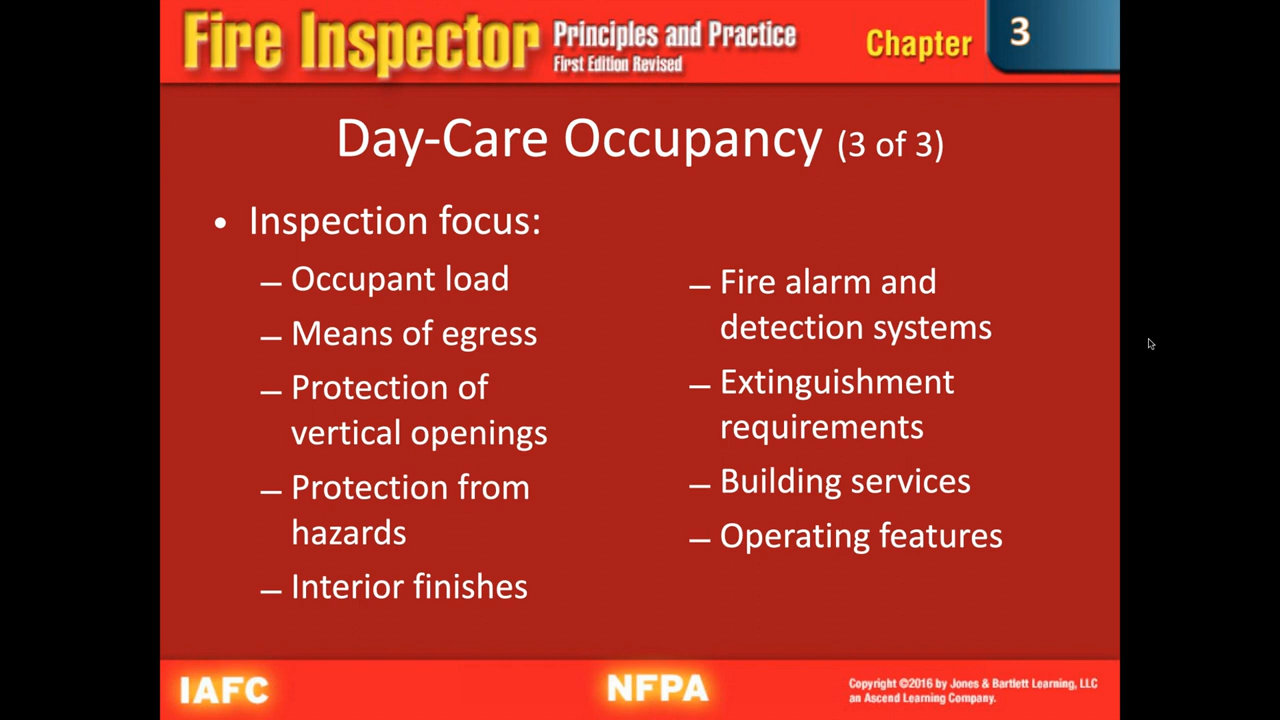 Fire Inspector
Principles and Practice
First Edition Revised
Chapter
3
Day-Care Occupancy (3 of 3)
• Inspection focus:
– Occupant load
– Means of egress
– Protection of
vertical openings
– Protection from
hazards
– Interior finishes
– Fire alarm and
detection systems
– Extinguishment
requirements
– Building services
– Operating features
IAFC
NFPA
Copyright ©2016 by Jones & Bartlett Learning, LLC
an Ascend Learning Company.